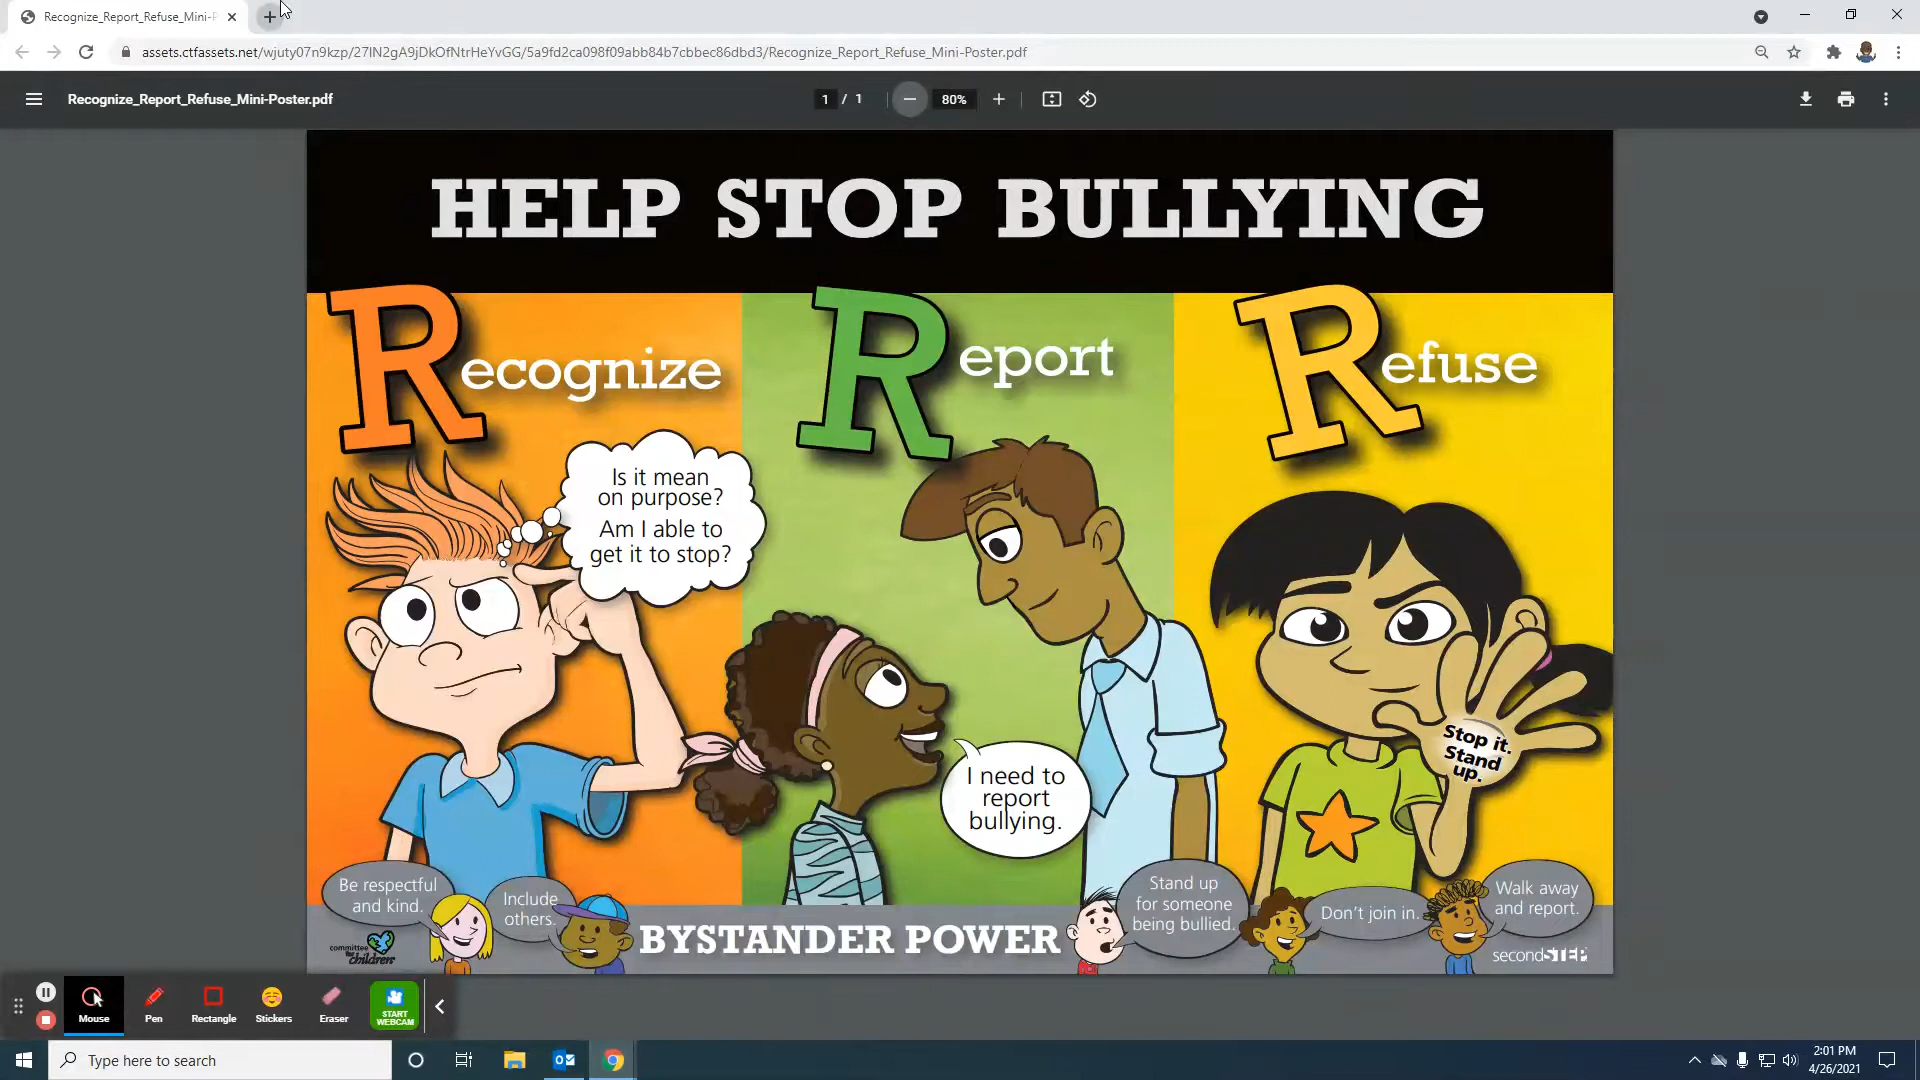 Recognize_Report_Refuse_Mini-P
assets.ctfassets.net/wjuty07n9kzp/27IN2gA9jDkOfNtrHeYvGG/5a9fd2ca098f09abb84b7cbbec86dbd3/Recognize_Report_Refuse_Mini-Poster.pdf
Recognize_Report_Refuse_Mini-Poster.pdf
1 / 1
80%
HELP STOP BULLYING
Recognize
Report
Refuse
Is it mean
on purpose?
Am I able to
get it to stop?
I need to
report
bullying.
Stop it.
Stand
up.
Be respectful
and kind.
Include
others.
BYSTANDER POWER
Stand up
for someone
being bullied.
Don't join in.
Walk away
and report.
committee
for children
secondSTEP
Mouse
Pen
Rectangle
Stickers
Eraser
START
WEBCAM
Type here to search
2:01 PM
4/26/2021